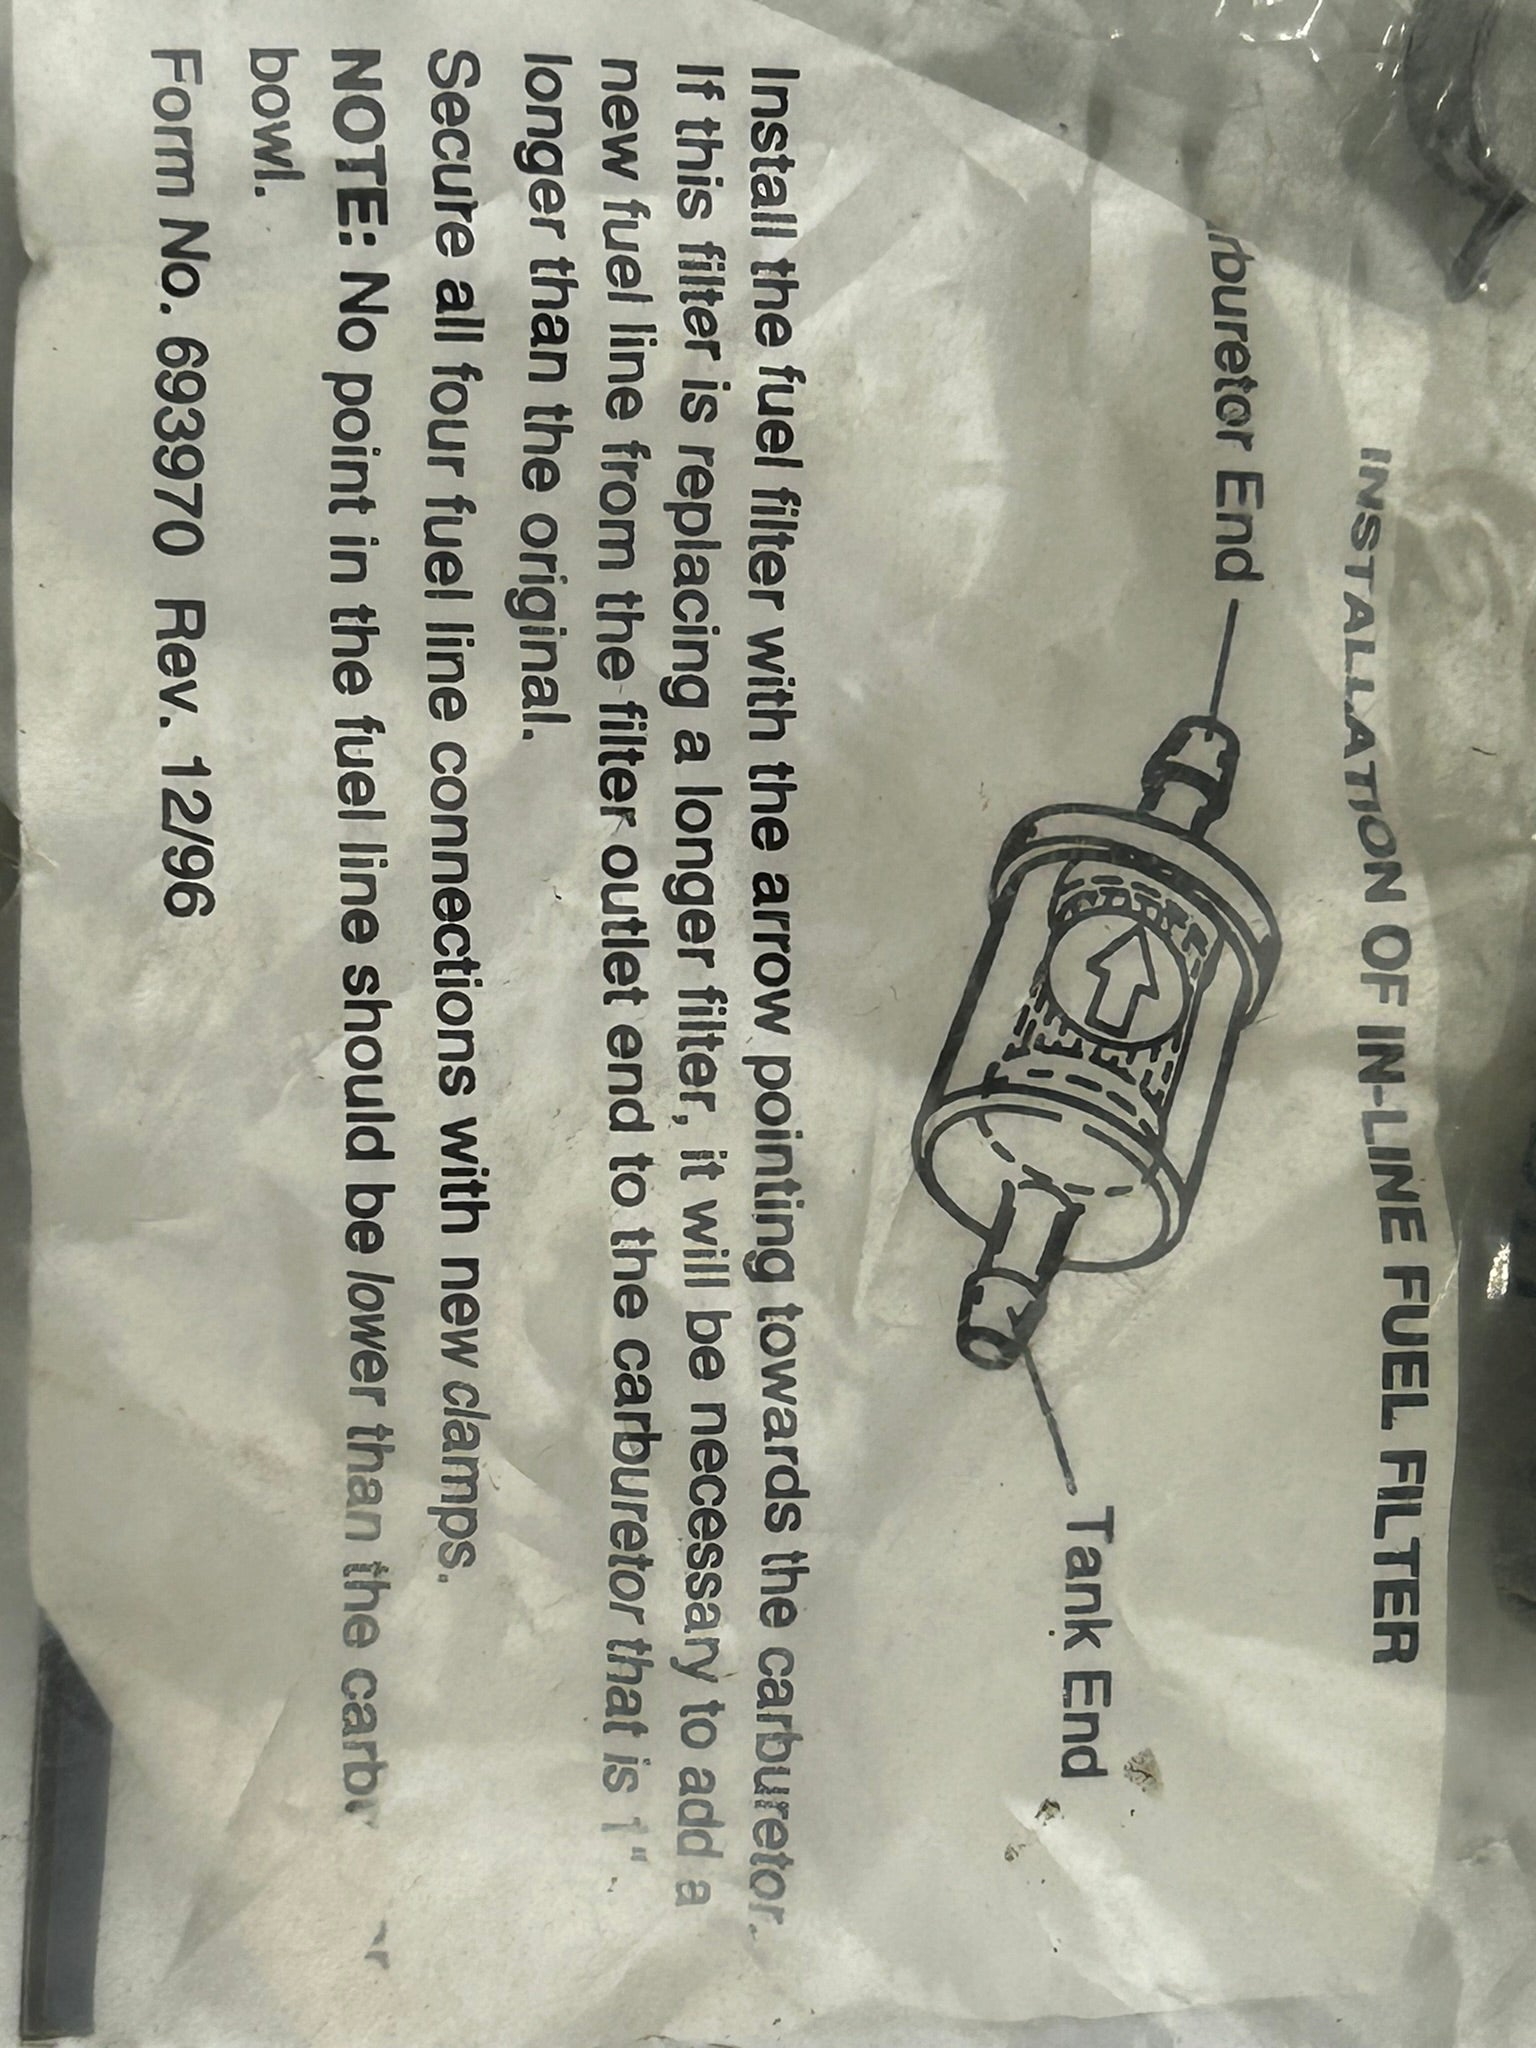 INSTALLATION OF IN-LINE FUEL FILTER
rburetor End
Tank End
Install the fuel filter with the arrow pointing towards the carburetor.
If this filter is replacing a longer filter, it will be necessary to add a
new fuel line from the filter outlet end to the carburetor that is 1"
longer than the original.
Secure all four fuel line connections with new clamps.
NOTE: No point in the fuel line should be lower than the carbu r
bowl.
Form No. 693970 Rev. 12/96